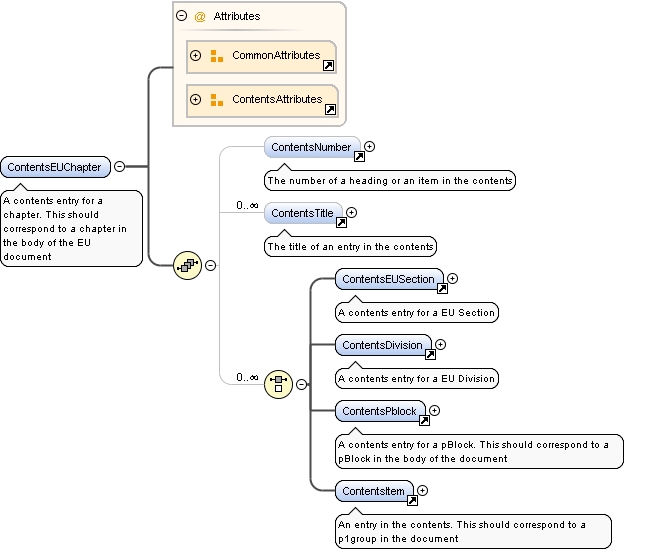 Attributes
CommonAttributes
ContentsAttributes
ContentsEUChapter
A contents entry for a
chapter. This should
correspond to a chapter in
the body of the EU
document
ContentsNumber
The number of a heading or an item in the contents
0..∞
ContentsTitle
The title of an entry in the contents
0..∞
ContentsEUSection
A contents entry for a EU Section
ContentsDivision
A contents entry for a EU Division
ContentsPblock
A contents entry for a pBlock. This should correspond to a
pBlock in the body of the document
ContentsItem
An entry in the contents. This should correspond to a
p1group in the document